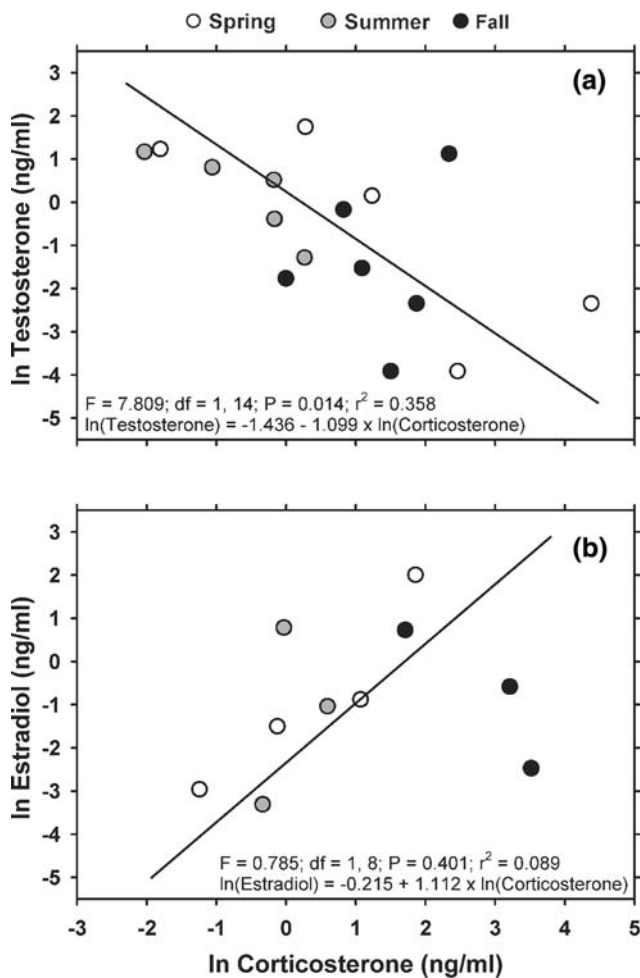 Spring Summer Fall
(a)
ln Testosterone (ng/ml)
3
2
1
0
-1
-2
-3
-4
-5
F = 7.809; df = 1, 14; P = 0.014; r² = 0.358
ln(Testosterone) = -1.436 - 1.099 x ln(Corticosterone)
(b)
ln Estradiol (ng/ml)
3
2
1
0
-1
-2
-3
-4
-5
F = 0.785; df = 1, 8; P = 0.401; r² = 0.089
ln(Estradiol) = -0.215 + 1.112 x ln(Corticosterone)
-3 -2 -1 0 1 2 3 4 5
ln Corticosterone (ng/ml)